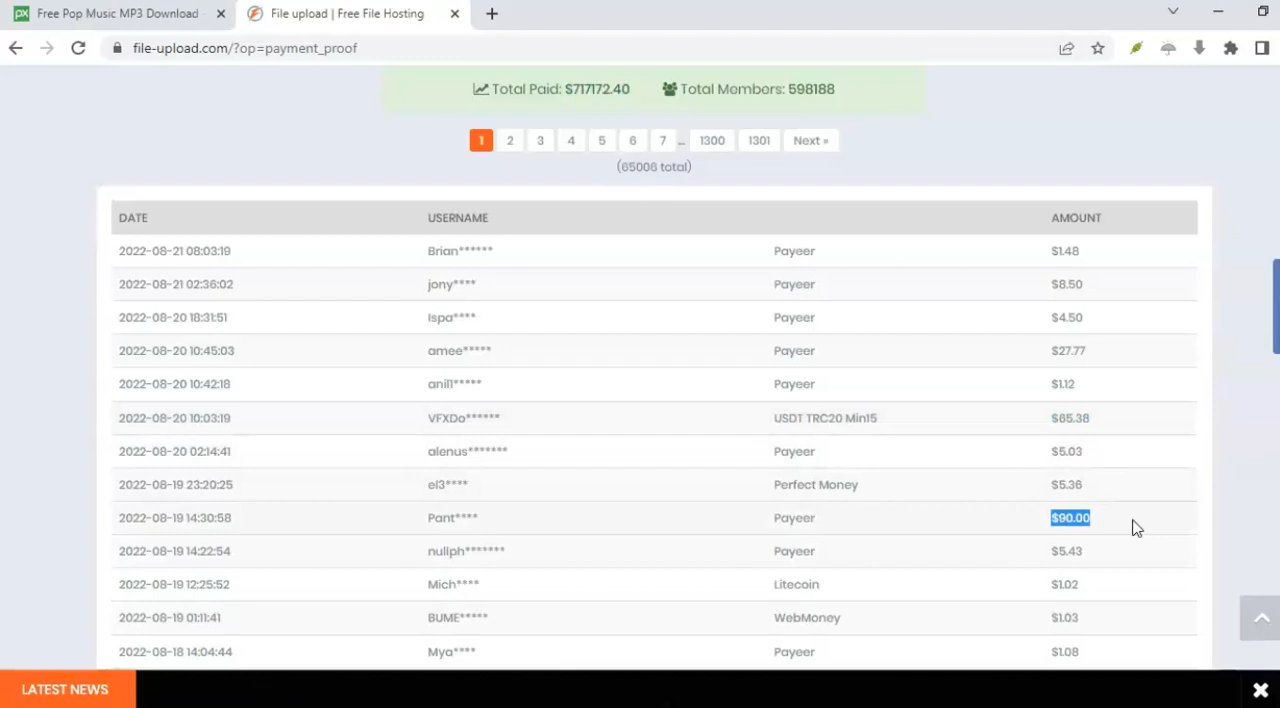 Free Pop Music MP3 Download
File upload | Free File Hosting
file-upload.com/?op=payment_proof
Total Paid: $717172.40 Total Members: 598188
1 2 3 4 5 6 7 ... 1300 1301 Next »
(65006 total)
DATE USERNAME AMOUNT
2022-08-21 08:03:19 Brian****** Payeer $1.48
2022-08-21 02:36:02 jony**** Payeer $8.50
2022-08-20 18:31:51 Ispa**** Payeer $4.50
2022-08-20 10:45:03 amee***** Payeer $27.77
2022-08-20 10:42:18 anil1***** Payeer $1.12
2022-08-20 10:03:19 VFXDo****** USDT TRC20 Min15 $65.38
2022-08-20 02:14:41 alenus******* Payeer $5.03
2022-08-19 23:20:25 el3**** Perfect Money $5.36
2022-08-19 14:30:58 Pant**** Payeer $90.00
2022-08-19 14:22:54 nullph******* Payeer $5.43
2022-08-19 12:25:52 Mich**** Litecoin $1.02
2022-08-19 01:11:41 BUME***** WebMoney $1.03
2022-08-18 14:04:44 Mya**** Payeer $1.08
LATEST NEWS